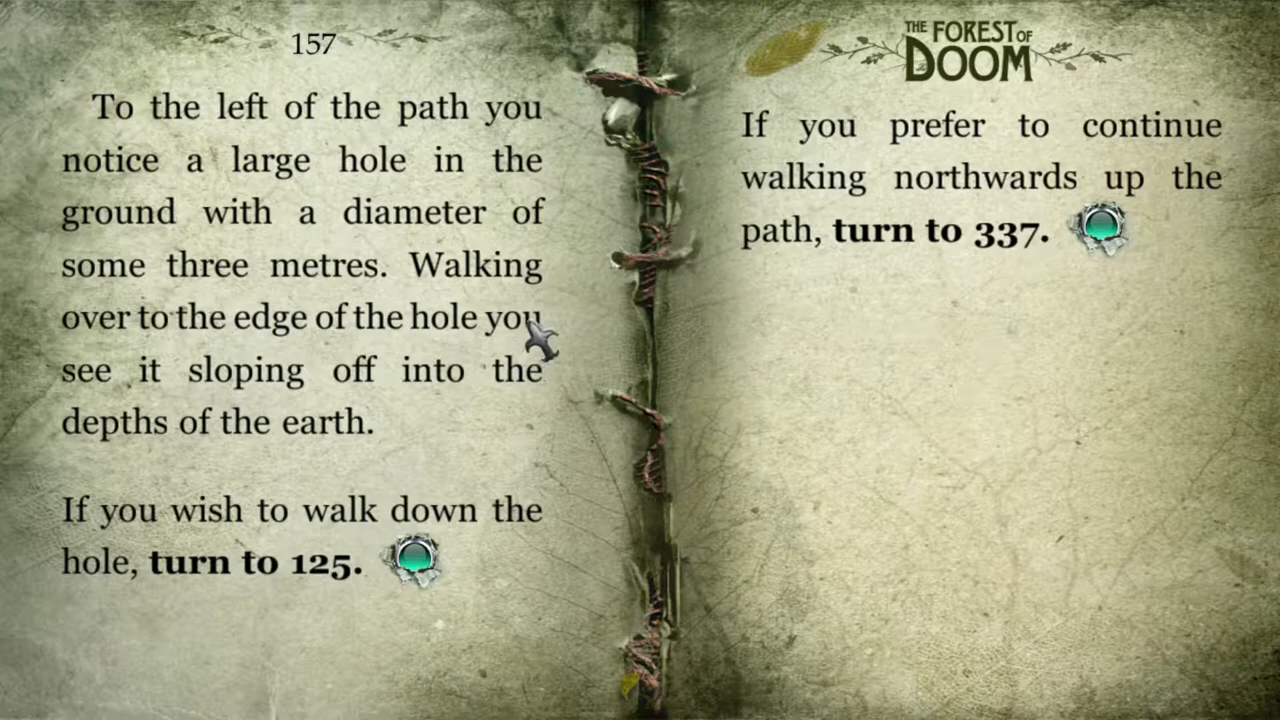 157
To the left of the path you
notice a large hole in the
ground with a diameter of
some three metres. Walking
over to the edge of the hole you
see it sloping off into the
depths of the earth.
If you wish to walk down the
hole, turn to 125.
THE FOREST OF
DOOM
If you prefer to continue
walking northwards up the
path, turn to 337.